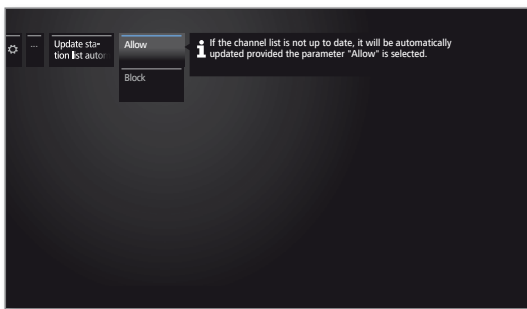 ...
Update sta-
tion list autor
Allow
Block
If the channel list is not up to date, it will be automatically
updated provided the parameter "Allow" is selected.